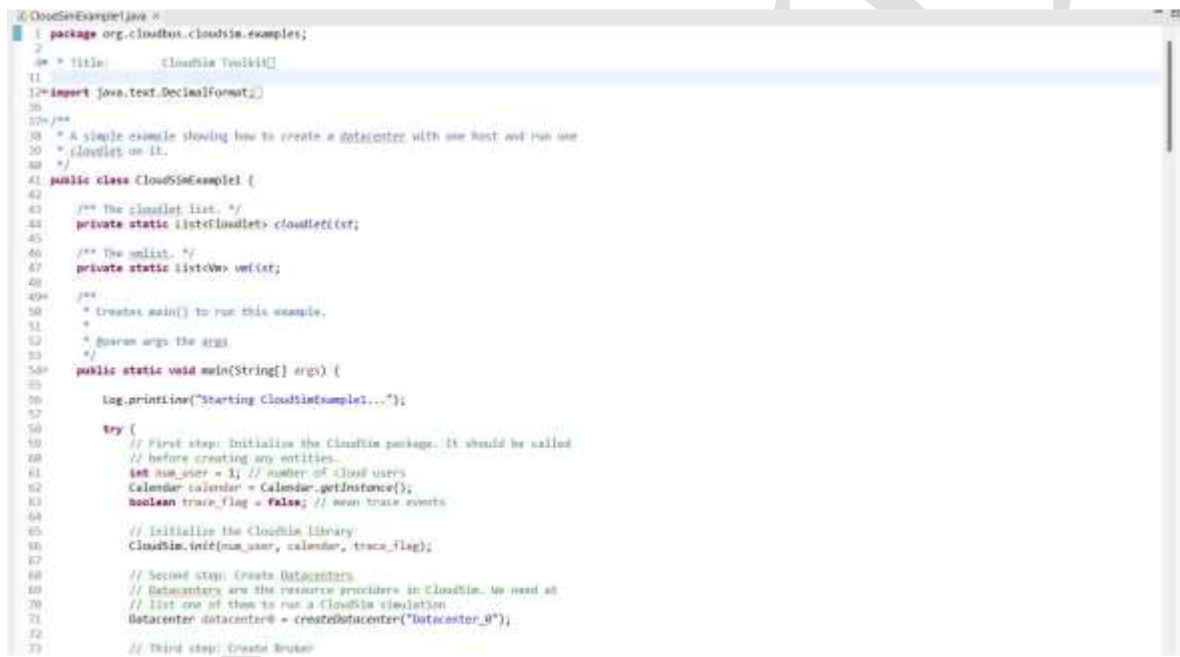 CloudSimExample1.java
1 package org.cloudbus.cloudsim.examples;
2
* Title: CloudSim Toolkit
11
12 import java.text.DecimalFormat;
36
37 /**
38 * A simple example showing how to create a datacenter with one host and run one
39 * cloudlet on it.
40 */
41 public class CloudSimExample1 {
42
43 /** The cloudlet list. */
44 private static List<Cloudlet> cloudletList;
45
46 /** The vmlist. */
47 private static List<Vm> vmlist;
48
49 /**
50 * Creates main() to run this example.
51 *
52 * @param args the args
53 */
54 public static void main(String[] args) {
55
56 Log.printLine("Starting CloudSimExample1...");
57
58 try {
59 // First step: Initialize the CloudSim package. It should be called
60 // before creating any entities.
61 int num_user = 1; // number of cloud users
62 Calendar calendar = Calendar.getInstance();
63 boolean trace_flag = false; // mean trace events
64
65 // Initialize the CloudSim library
66 CloudSim.init(num_user, calendar, trace_flag);
67
68 // Second step: Create Datacenters
69 // Datacenters are the resource providers in CloudSim. We need at
70 // list one of them to run a CloudSim simulation
71 Datacenter datacenter0 = createDatacenter("Datacenter_0");
72
73 // Third step: Create Broker